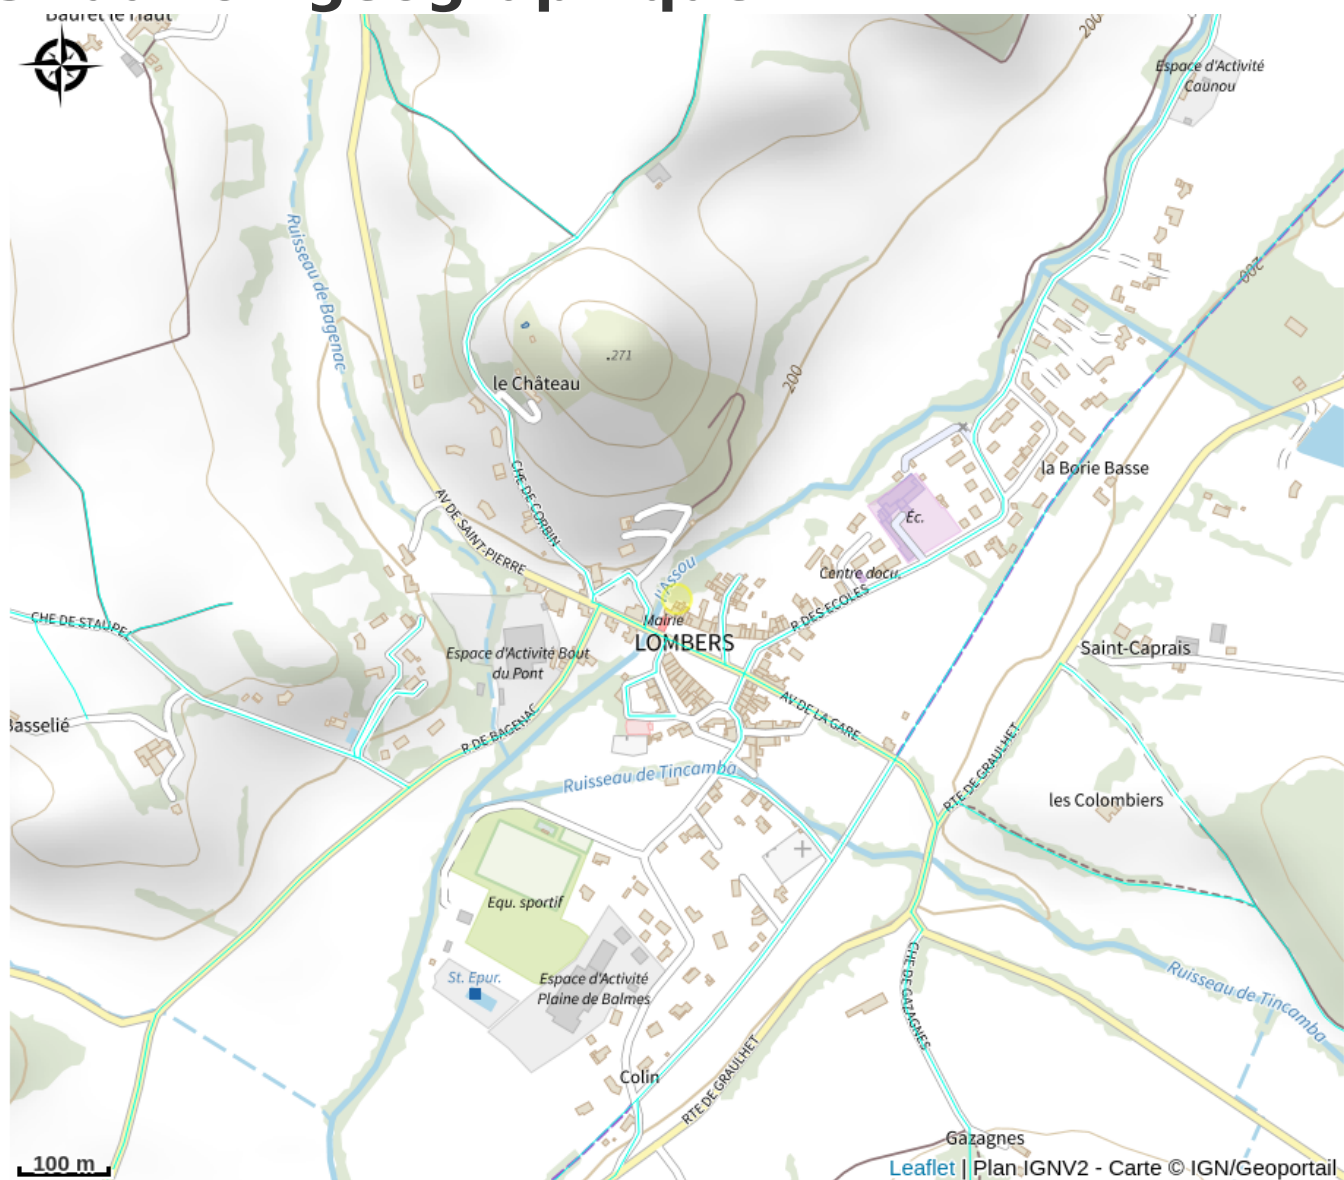 Bauret le Haut
200
Espace d'Activité
Caunou
Ruisseau de Bagenac
200
.271
le Château
200
la Borie Basse
CHE DE CORBIN
AV DE SAINT-PIERRE
Éc.
l'Assou
Centre docu.
R DES ECOLES
CHE DE STAUPEL
Mairie
LOMBERS
Saint-Caprais
Espace d'Activité Bout
du Pont
AV DE LA GARE
Basselié
R DE BAGENAC
RTE DE GRAULHET
Ruisseau de Tincamba
les Colombiers
Equ. sportif
St. Epur.
Espace d'Activité
Plaine de Balmes
CHE DE GAZAGNES
Ruisseau de Tincamba
Colin
RTE DE GRAULHET
Gazagnes
100 m
Leaflet | Plan IGNV2 - Carte © IGN/Geoportail